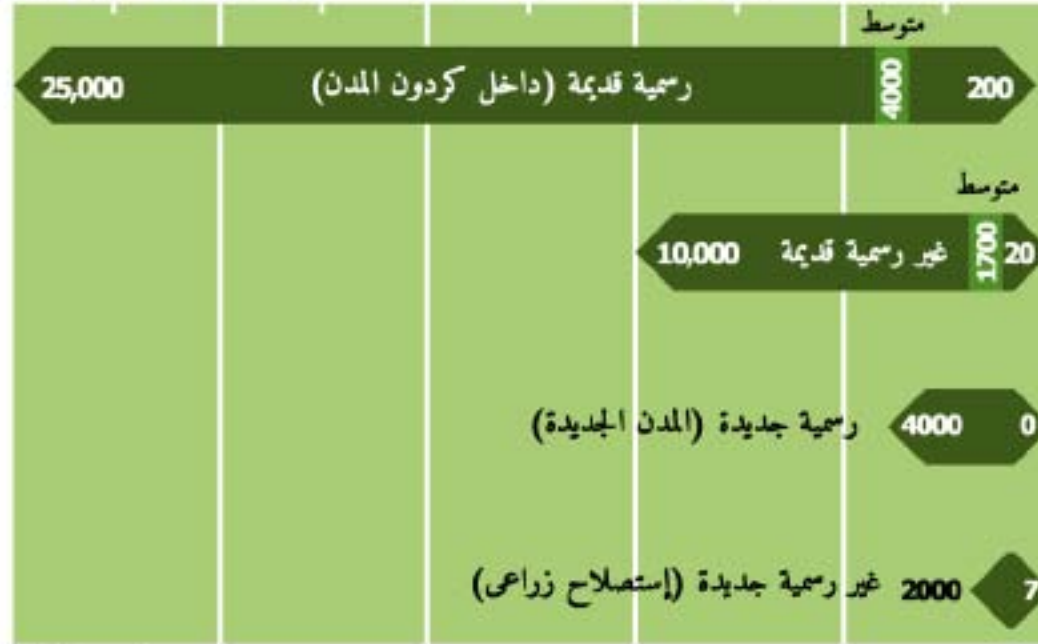 متوسط
200 4000 رسمية قديمة (داخل كردون المدن) 25,000
متوسط
20 1700 غير رسمية قديمة 10,000
0 4000 رسمية جديدة (المدن الجديدة)
7 2000 غير رسمية جديدة (إستصلاح زراعى)